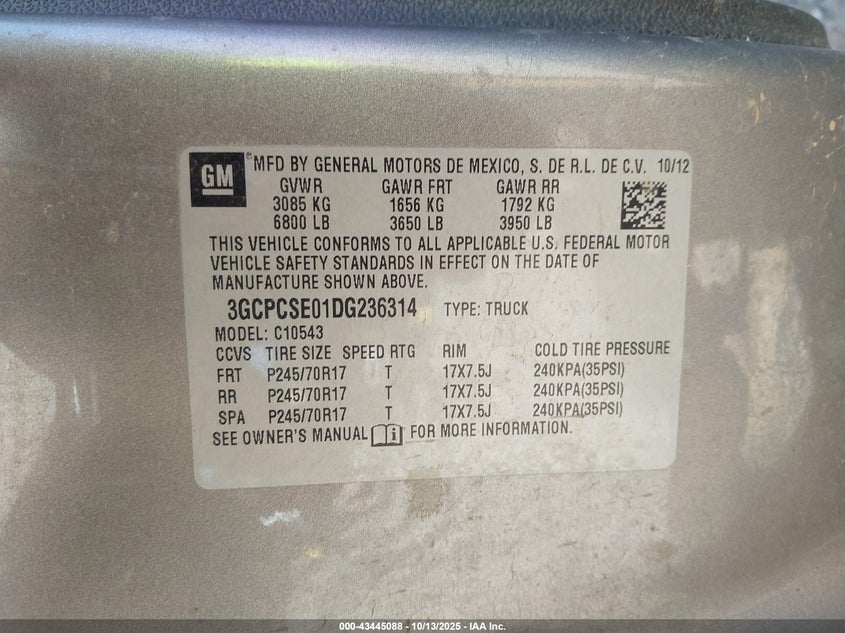 GM
MFD BY GENERAL MOTORS DE MEXICO, S. DE R.L. DE C.V. 10/12
GVWR GAWR FRT GAWR RR
3085 KG 1656 KG 1792 KG
6800 LB 3650 LB 3950 LB
THIS VEHICLE CONFORMS TO ALL APPLICABLE U.S. FEDERAL MOTOR
VEHICLE SAFETY STANDARDS IN EFFECT ON THE DATE OF
MANUFACTURE SHOWN ABOVE.
3GCPCSE01DG236314 TYPE: TRUCK
MODEL: C10543
CCVS TIRE SIZE SPEED RTG RIM COLD TIRE PRESSURE
FRT P245/70R17 T 17X7.5J 240KPA(35PSI)
RR P245/70R17 T 17X7.5J 240KPA(35PSI)
SPA P245/70R17 T 17X7.5J 240KPA(35PSI)
SEE OWNER'S MANUAL FOR MORE INFORMATION.
000-43445088 - 10/13/2025 - IAA Inc.